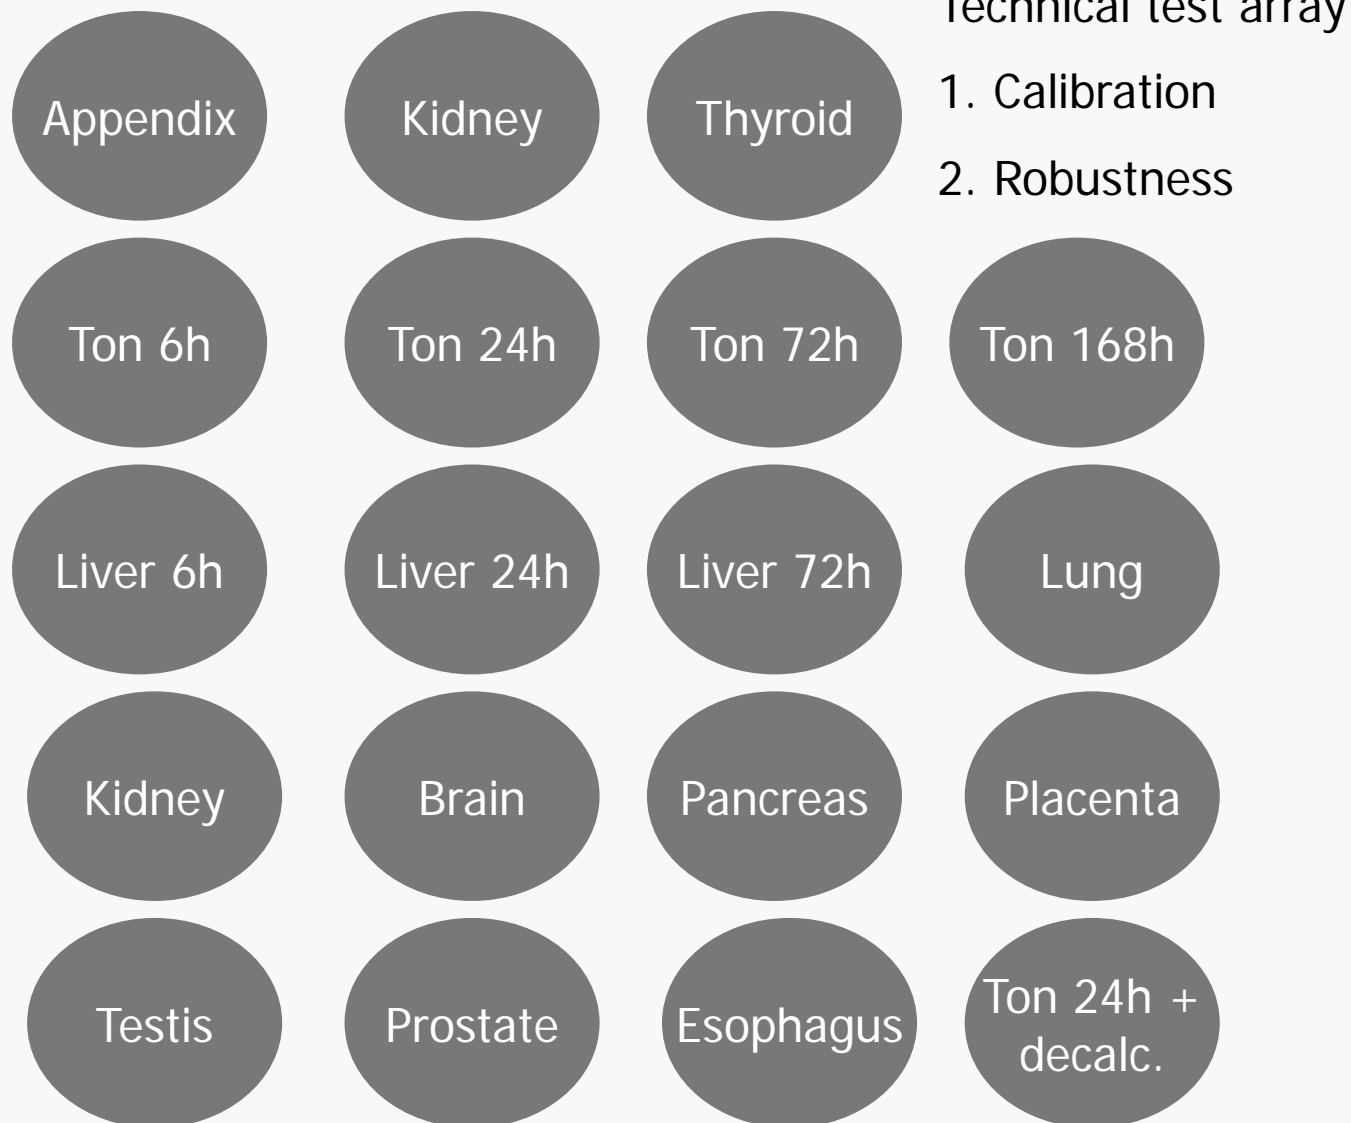 Technical test array
1. Calibration
2. Robustness
Appendix
Kidney
Thyroid
Ton 6h
Ton 24h
Ton 72h
Ton 168h
Liver 6h
Liver 24h
Liver 72h
Lung
Kidney
Brain
Pancreas
Placenta
Testis
Prostate
Esophagus
Ton 24h +
decalc.